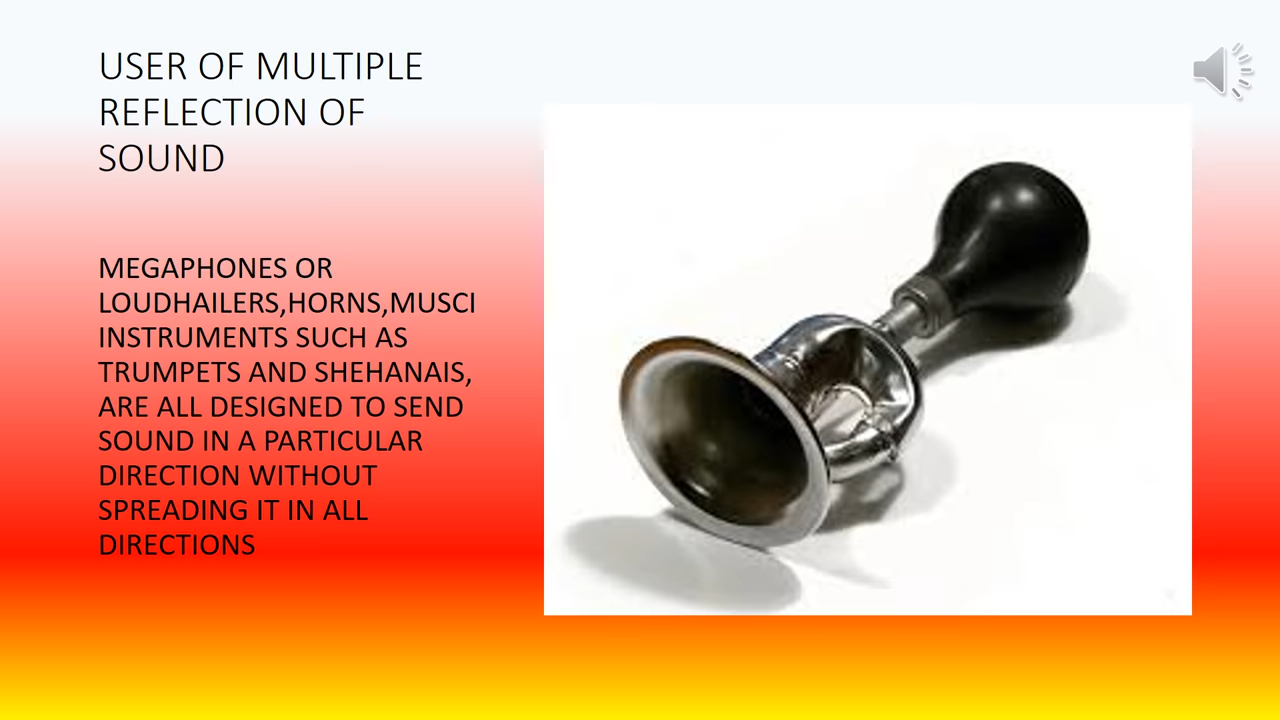 USER OF MULTIPLE
REFLECTION OF
SOUND
MEGAPHONES OR
LOUDHAILERS,HORNS,MUSCI
INSTRUMENTS SUCH AS
TRUMPETS AND SHEHANAIS,
ARE ALL DESIGNED TO SEND
SOUND IN A PARTICULAR
DIRECTION WITHOUT
SPREADING IT IN ALL
DIRECTIONS